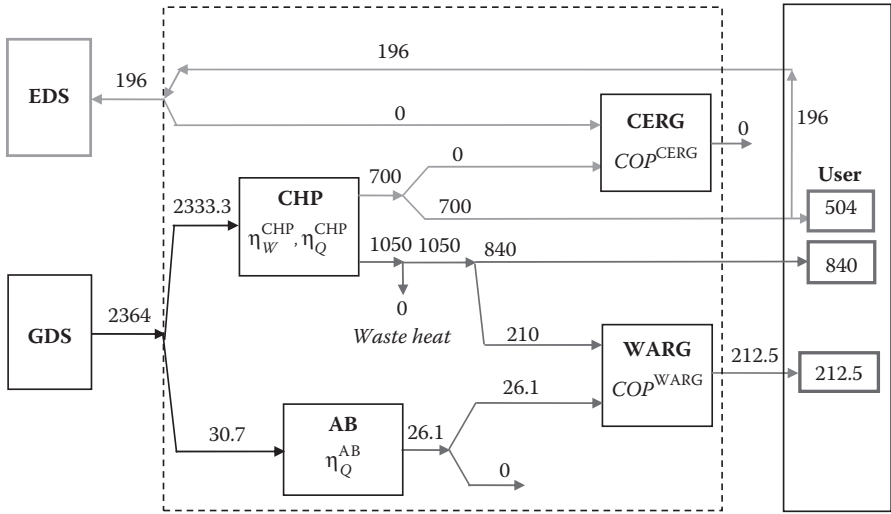 196
EDS
196
0
CERG
COP^CERG
0
196
0
User
504
CHP
η_W^CHP, η_Q^CHP
700
700
2333.3
1050
1050
840
840
0
Waste heat
GDS
2364
210
WARG
COP^WARG
212.5
212.5
26.1
AB
η_Q^AB
30.7
26.1
0